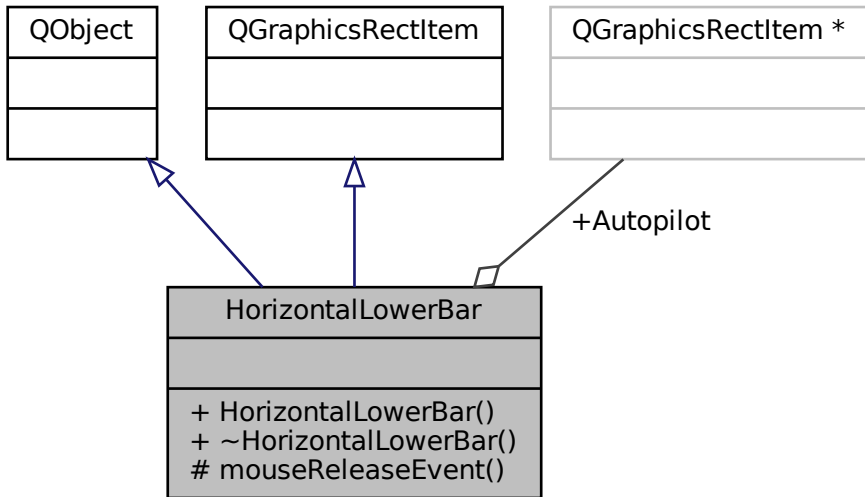 QObject
QGraphicsRectItem
QGraphicsRectItem *
+Autopilot
HorizontalLowerBar
+ HorizontalLowerBar()
+ ~HorizontalLowerBar()
# mouseReleaseEvent()